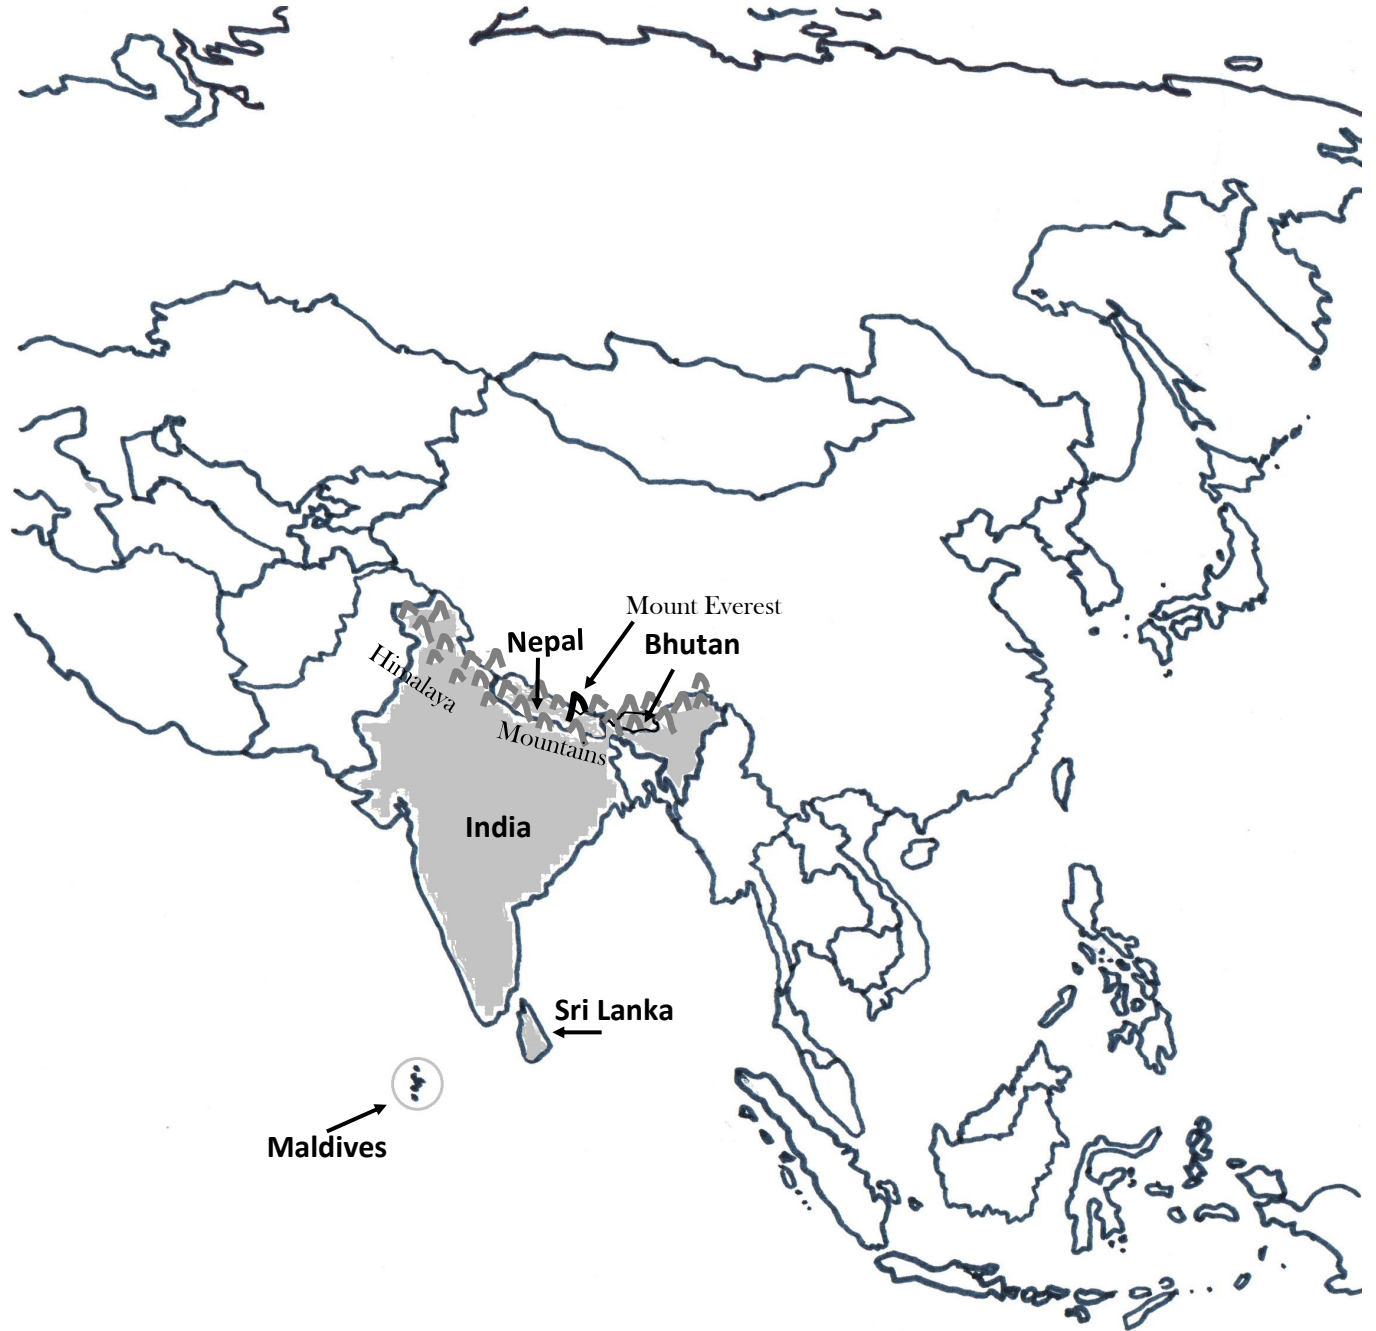 Mount Everest
Nepal
Bhutan
Himalaya
Mountains
India
Sri Lanka
Maldives